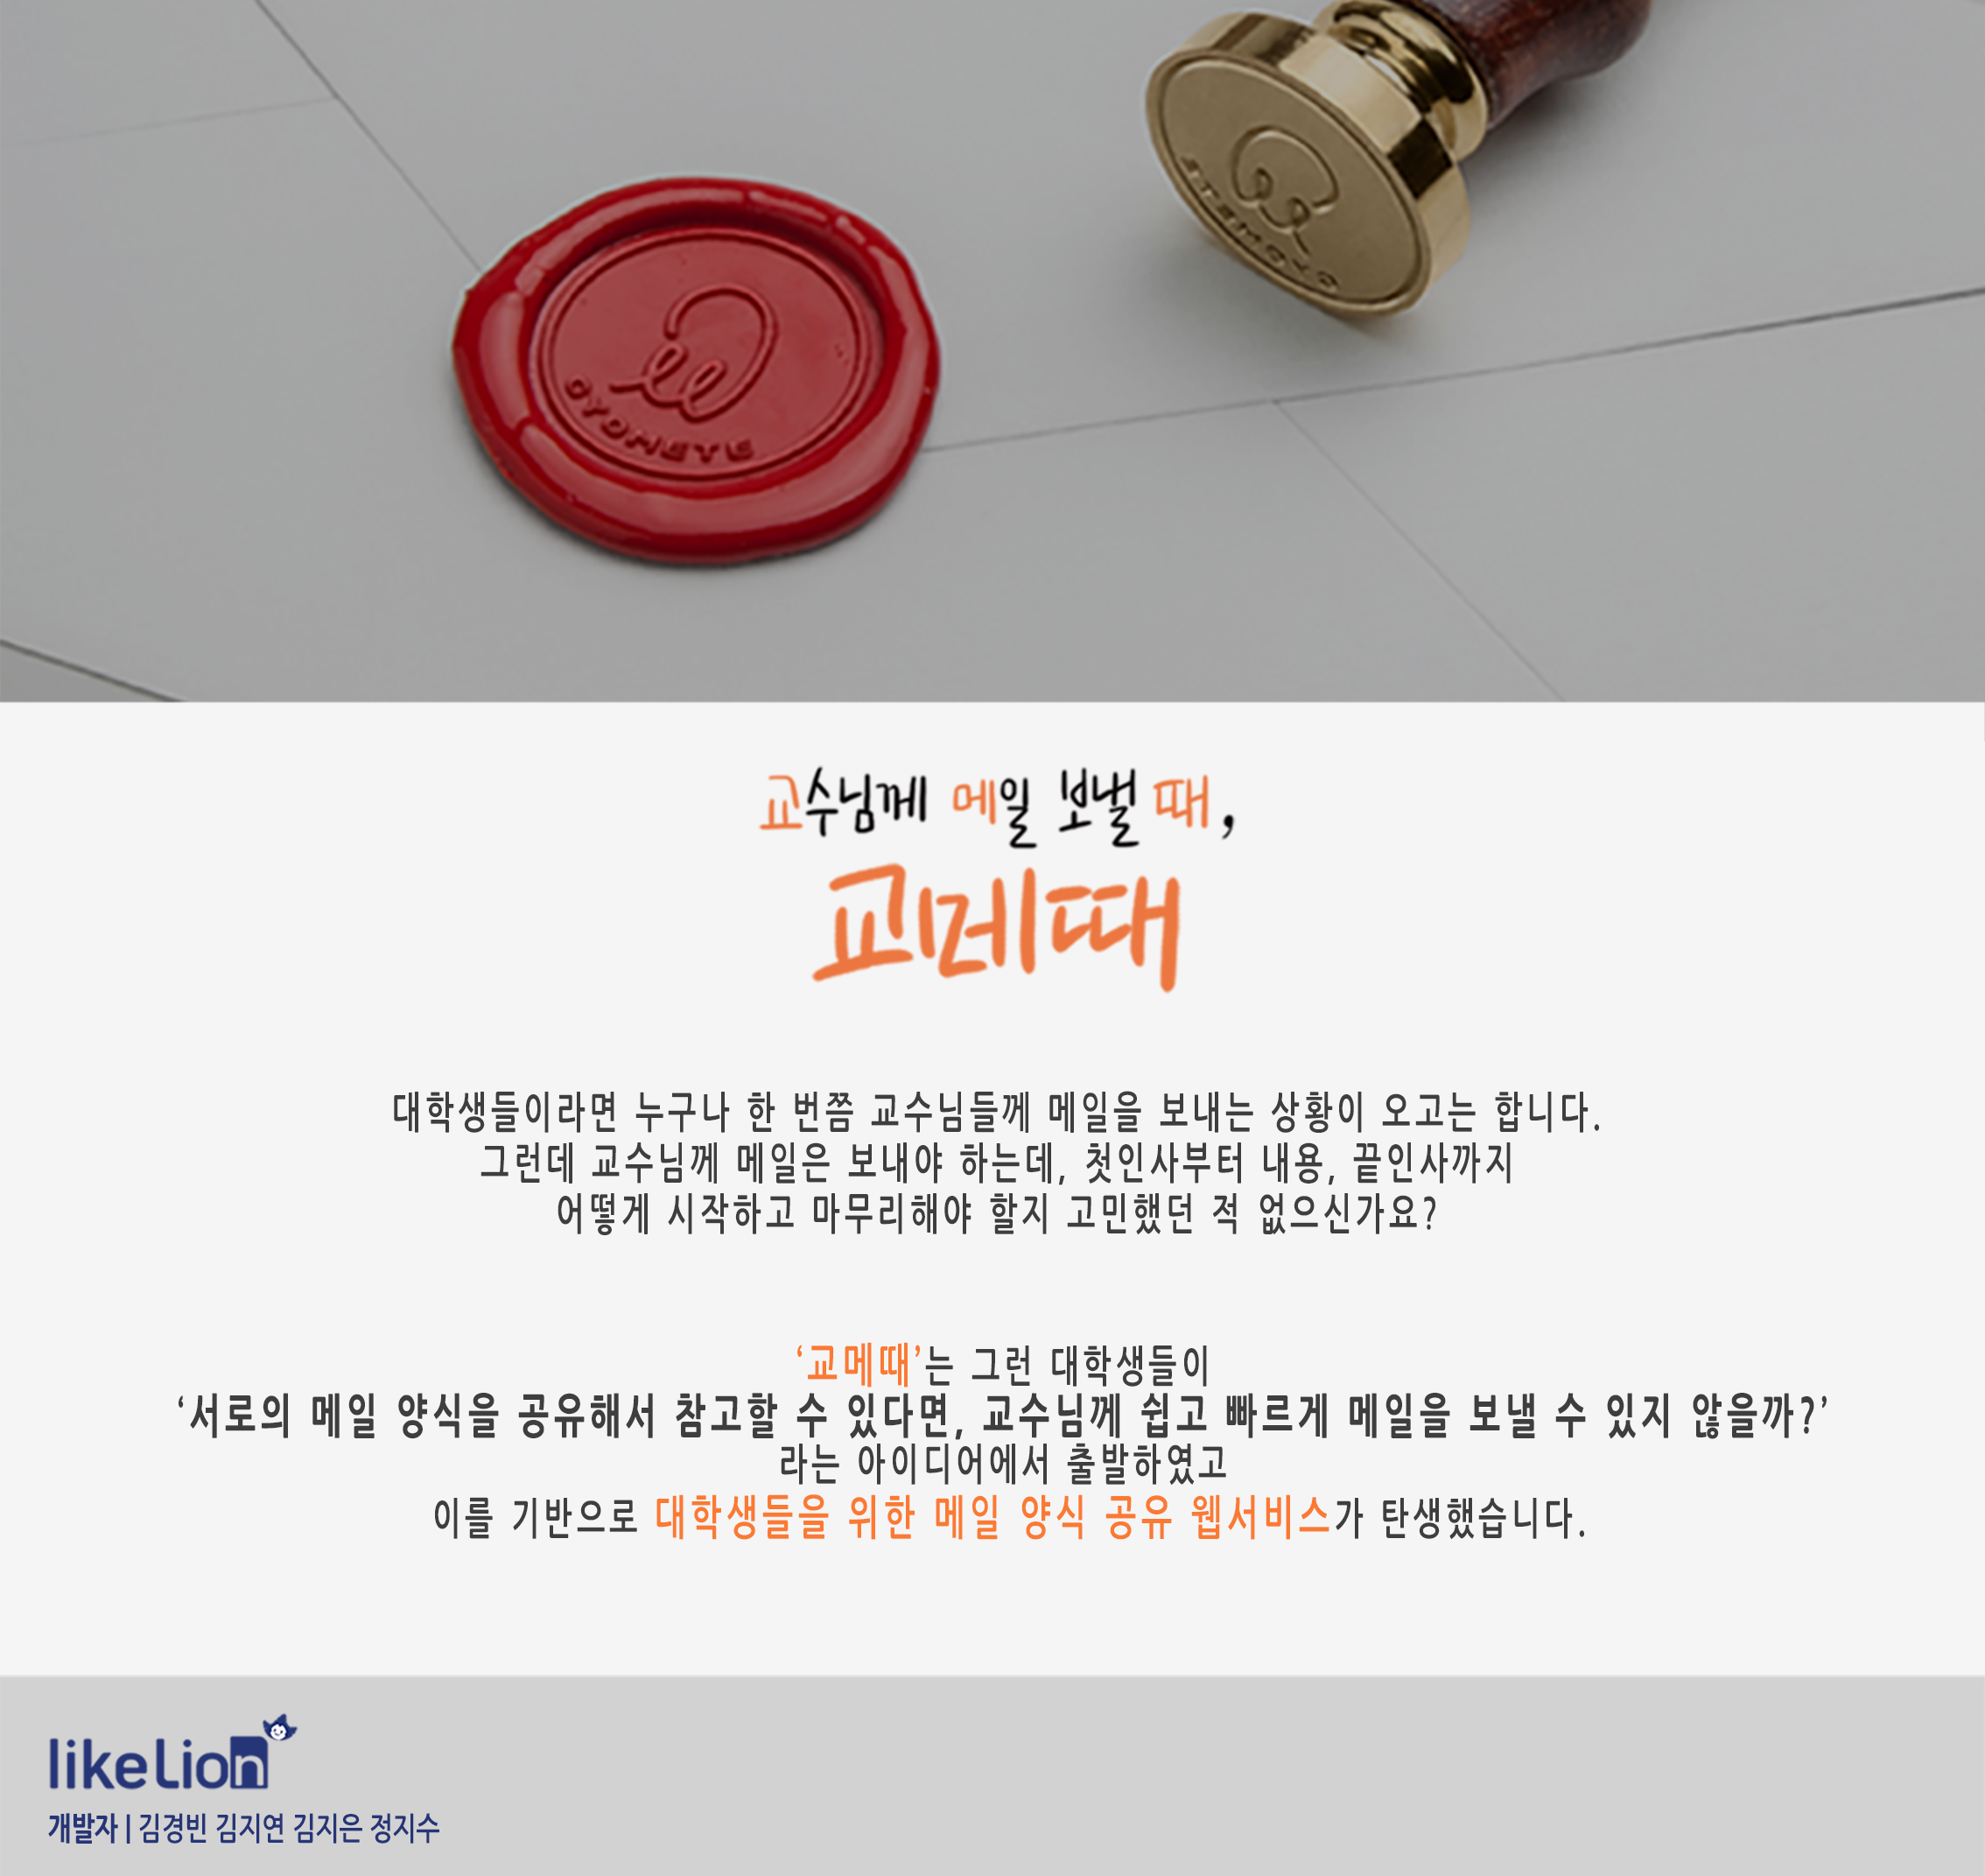 GYOMETE
GYOMETE
교수님께 메일 보낼 때,
교메때
대학생들이라면 누구나 한 번쯤 교수님들께 메일을 보내는 상황이 오고는 합니다.
그런데 교수님께 메일은 보내야 하는데, 첫인사부터 내용, 끝인사까지
어떻게 시작하고 마무리해야 할지 고민했던 적 없으신가요?
‘교메때’는 그런 대학생들이
‘서로의 메일 양식을 공유해서 참고할 수 있다면, 교수님께 쉽고 빠르게 메일을 보낼 수 있지 않을까?’
라는 아이디어에서 출발하였고
이를 기반으로 대학생들을 위한 메일 양식 공유 웹서비스가 탄생했습니다.
likeLion
개발자 | 김경빈 김지연 김지은 정지수